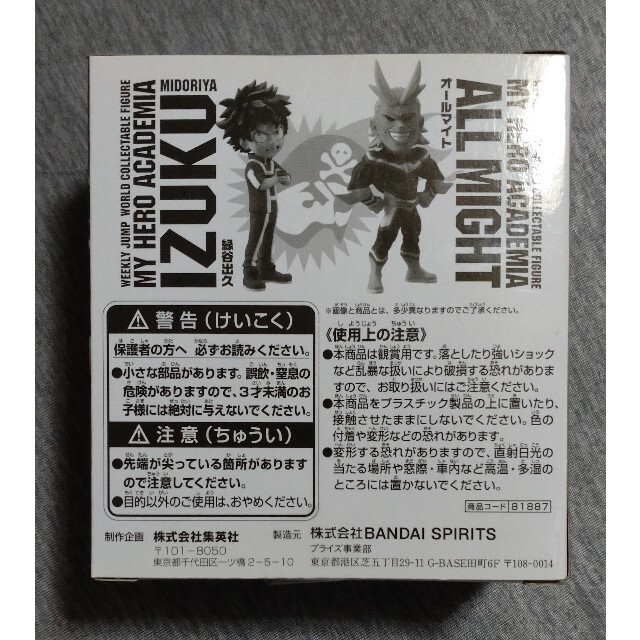 WEEKLY JUMP WORLD COLLECTABLE FIGURE
MY HERO ACADEMIA
IZUKU
MIDORIYA
緑谷出久
オールマイト
ALL MIGHT
MY HERO ACADEMIA
COLLECTABLE FIGURE
※画像と商品とは、多少異なりますのでご了承ください。
警告(けいこく)
保護者の方へ 必ずお読みください。
●小さな部品があります。誤飲・窒息の
危険がありますので、3才未満のお
子様には絶対に与えないでください。
注意(ちゅうい)
●先端が尖っている箇所があります
ので注意してください。
●目的以外のご使用は、おやめください。
《使用上の注意》
●本商品は観賞用です。落としたり強いショック
など乱暴な扱いにより破損する恐れがあります
ので、お取り扱いにはご注意ください。
●本商品をプラスチック製品の上に置いたり、
接触させたままにしないでください。色の
付着や変形などの恐れがあります。
●変形する恐れがありますので、直射日光の
当たる場所や窓際・車内など高温・多湿の
ところには置かないでください。
商品コード 81887
制作企画 株式会社集英社
〒101-8050
東京都千代田区一ツ橋2-5-10
製造元 株式会社BANDAI SPIRITS
プライズ事業部
東京都港区芝五丁目29-11 G-BASE田町6F 〒108-0014